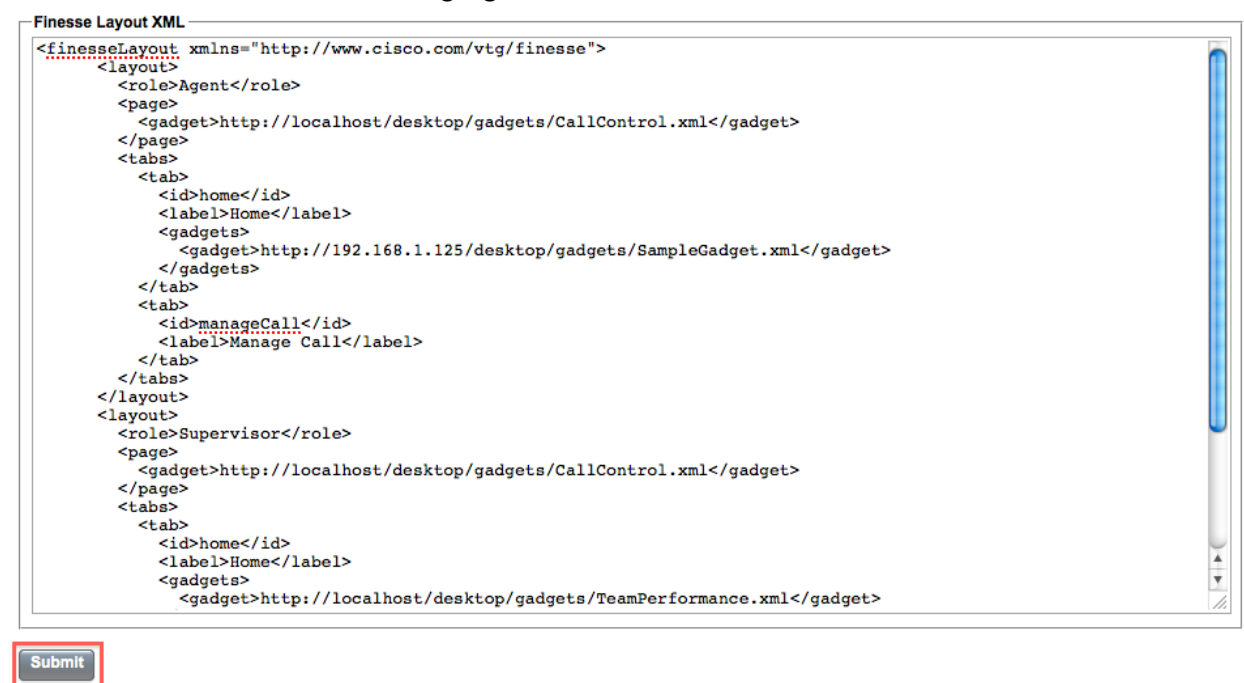 Finesse Layout XML
<finesseLayout xmlns="http://www.cisco.com/vtg/finesse">
<layout>
<role>Agent</role>
<page>
<gadget>http://localhost/desktop/gadgets/CallControl.xml</gadget>
</page>
<tabs>
<tab>
<id>home</id>
<label>Home</label>
<gadgets>
<gadget>http://192.168.1.125/desktop/gadgets/SampleGadget.xml</gadget>
</gadgets>
</tab>
<tab>
<id>manageCall</id>
<label>Manage Call</label>
</tab>
</tabs>
</layout>
<layout>
<role>Supervisor</role>
<page>
<gadget>http://localhost/desktop/gadgets/CallControl.xml</gadget>
</page>
<tabs>
<tab>
<id>home</id>
<label>Home</label>
<gadgets>
<gadget>http://localhost/desktop/gadgets/TeamPerformance.xml</gadget>
Submit